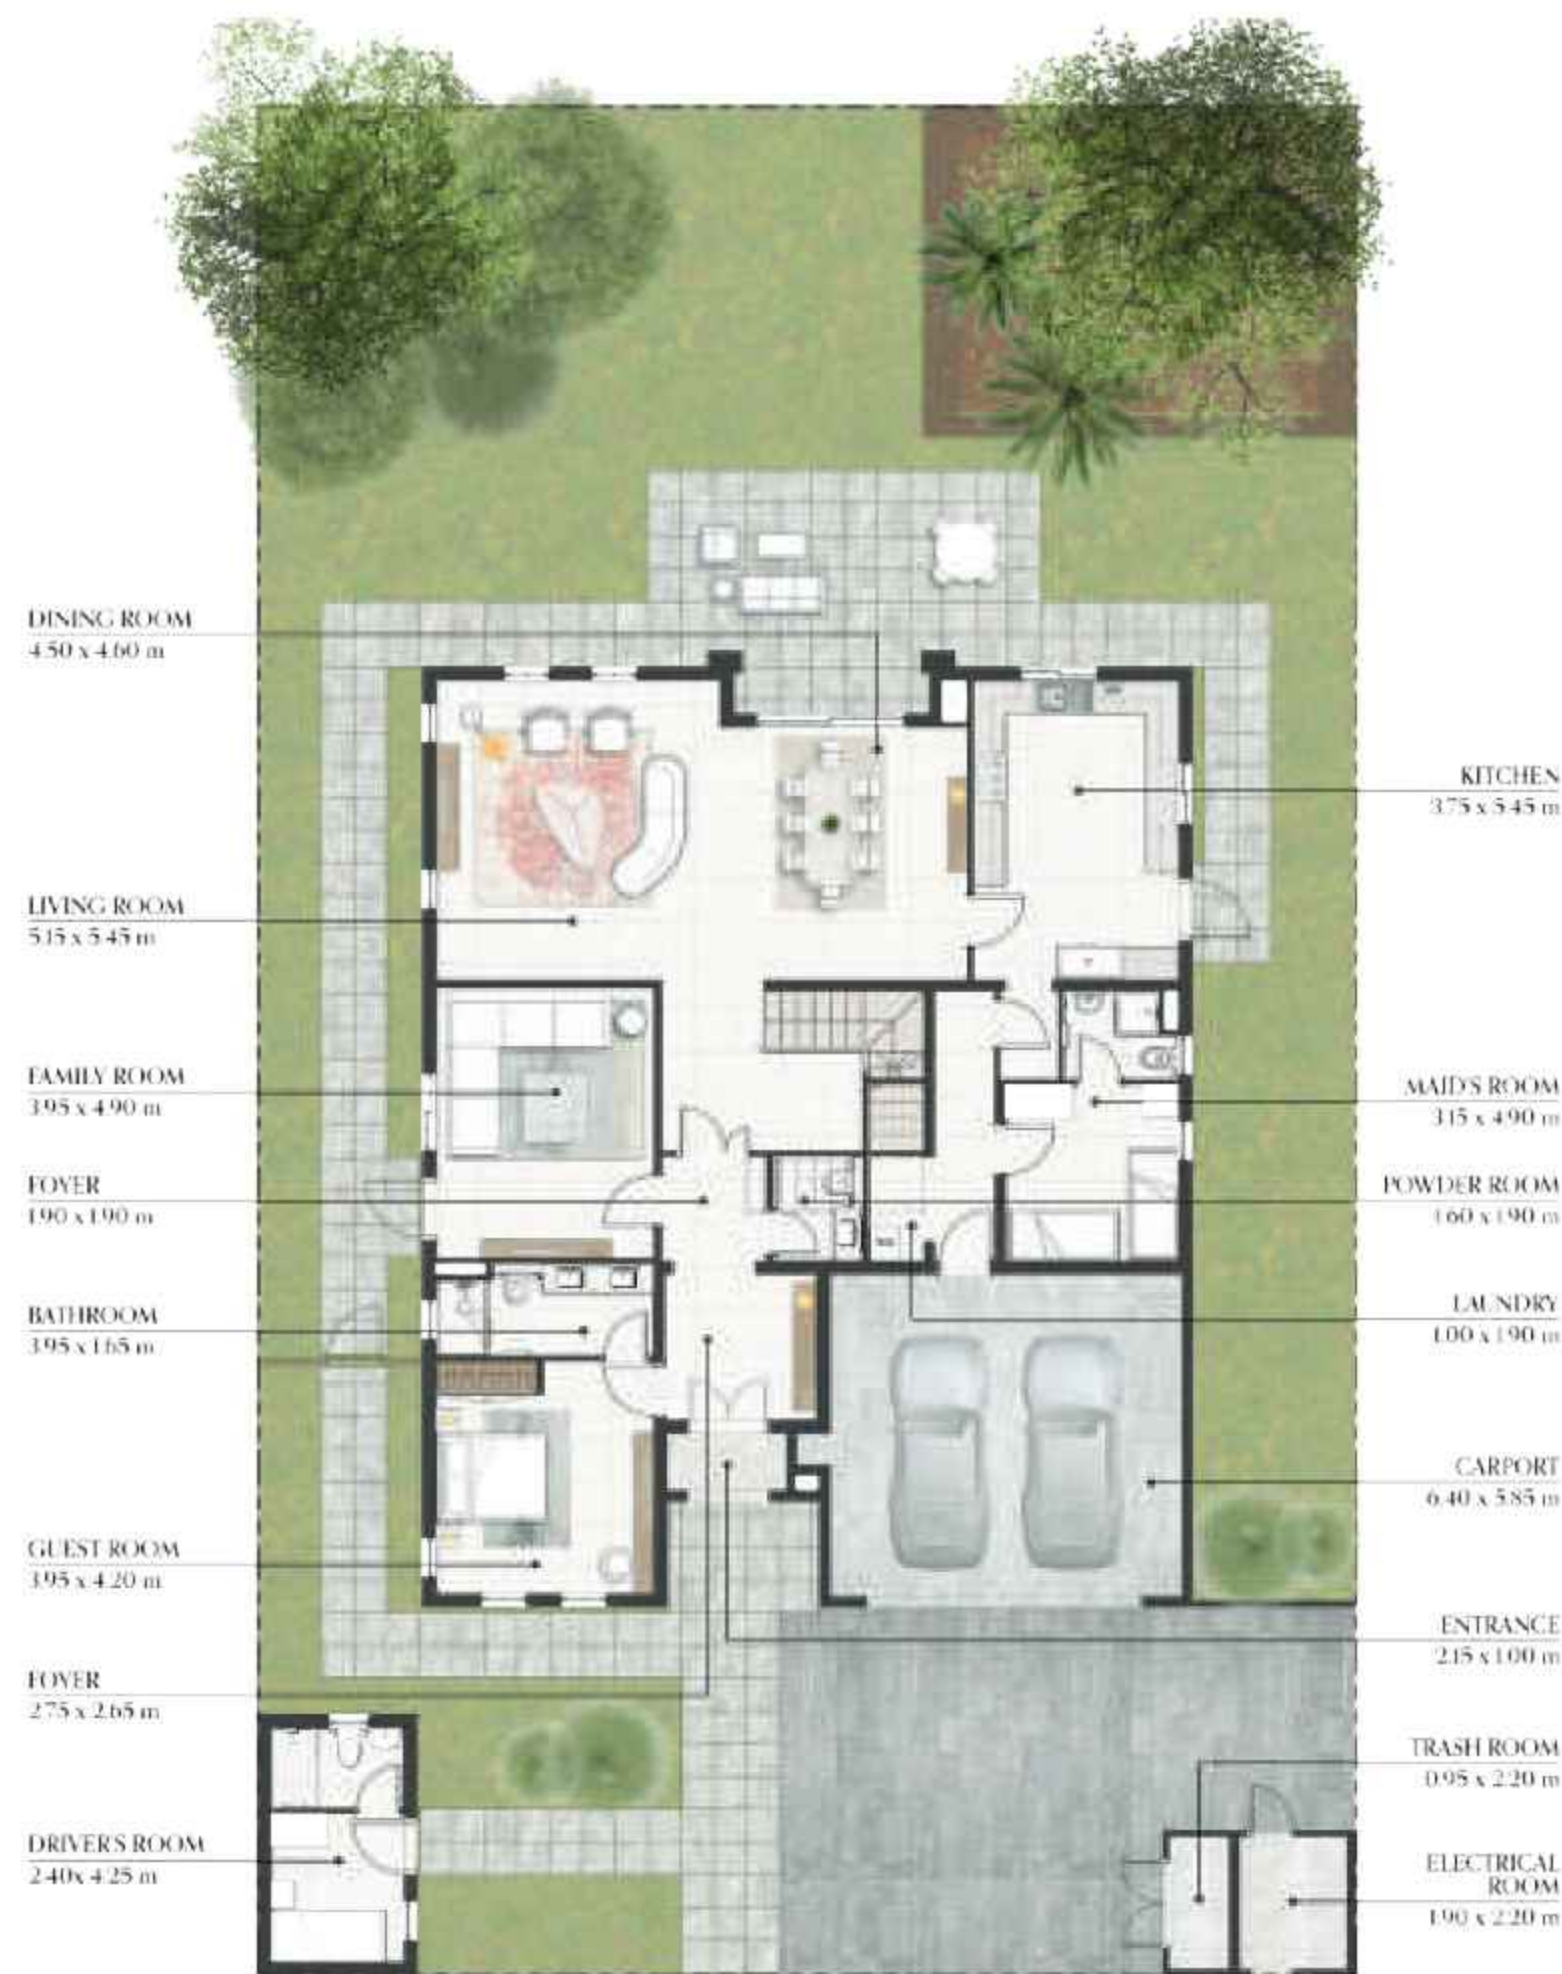 DINING ROOM
4.50 x 4.60 m
LIVING ROOM
5.15 x 5.45 m
FAMILY ROOM
3.95 x 4.90 m
FOYER
1.90 x 1.90 m
BATHROOM
3.95 x 1.65 m
GUEST ROOM
3.95 x 4.20 m
FOYER
2.75 x 2.65 m
DRIVER'S ROOM
2.40x 4.25 m
KITCHEN
3.75 x 5.45 m
MAID'S ROOM
3.15 x 4.90 m
POWDER ROOM
1.60 x 1.90 m
LAUNDRY
1.00 x 1.90 m
CARPORT
6.40 x 5.85 m
ENTRANCE
2.15 x 1.00 m
TRASH ROOM
0.95 x 2.20 m
ELECTRICAL
ROOM
1.90 x 2.20 m